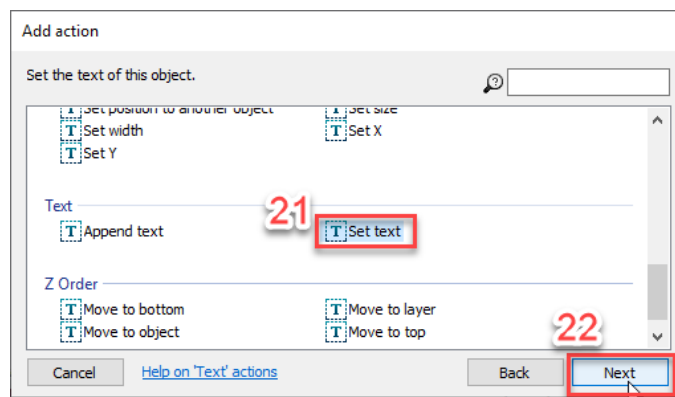 Add action
Set the text of this object.
Set position to another object Set size
Set width Set X
Set Y
Text
21
Append text Set text
Z Order
Move to bottom Move to layer
Move to object Move to top
22
Cancel Help on 'Text' actions Back Next